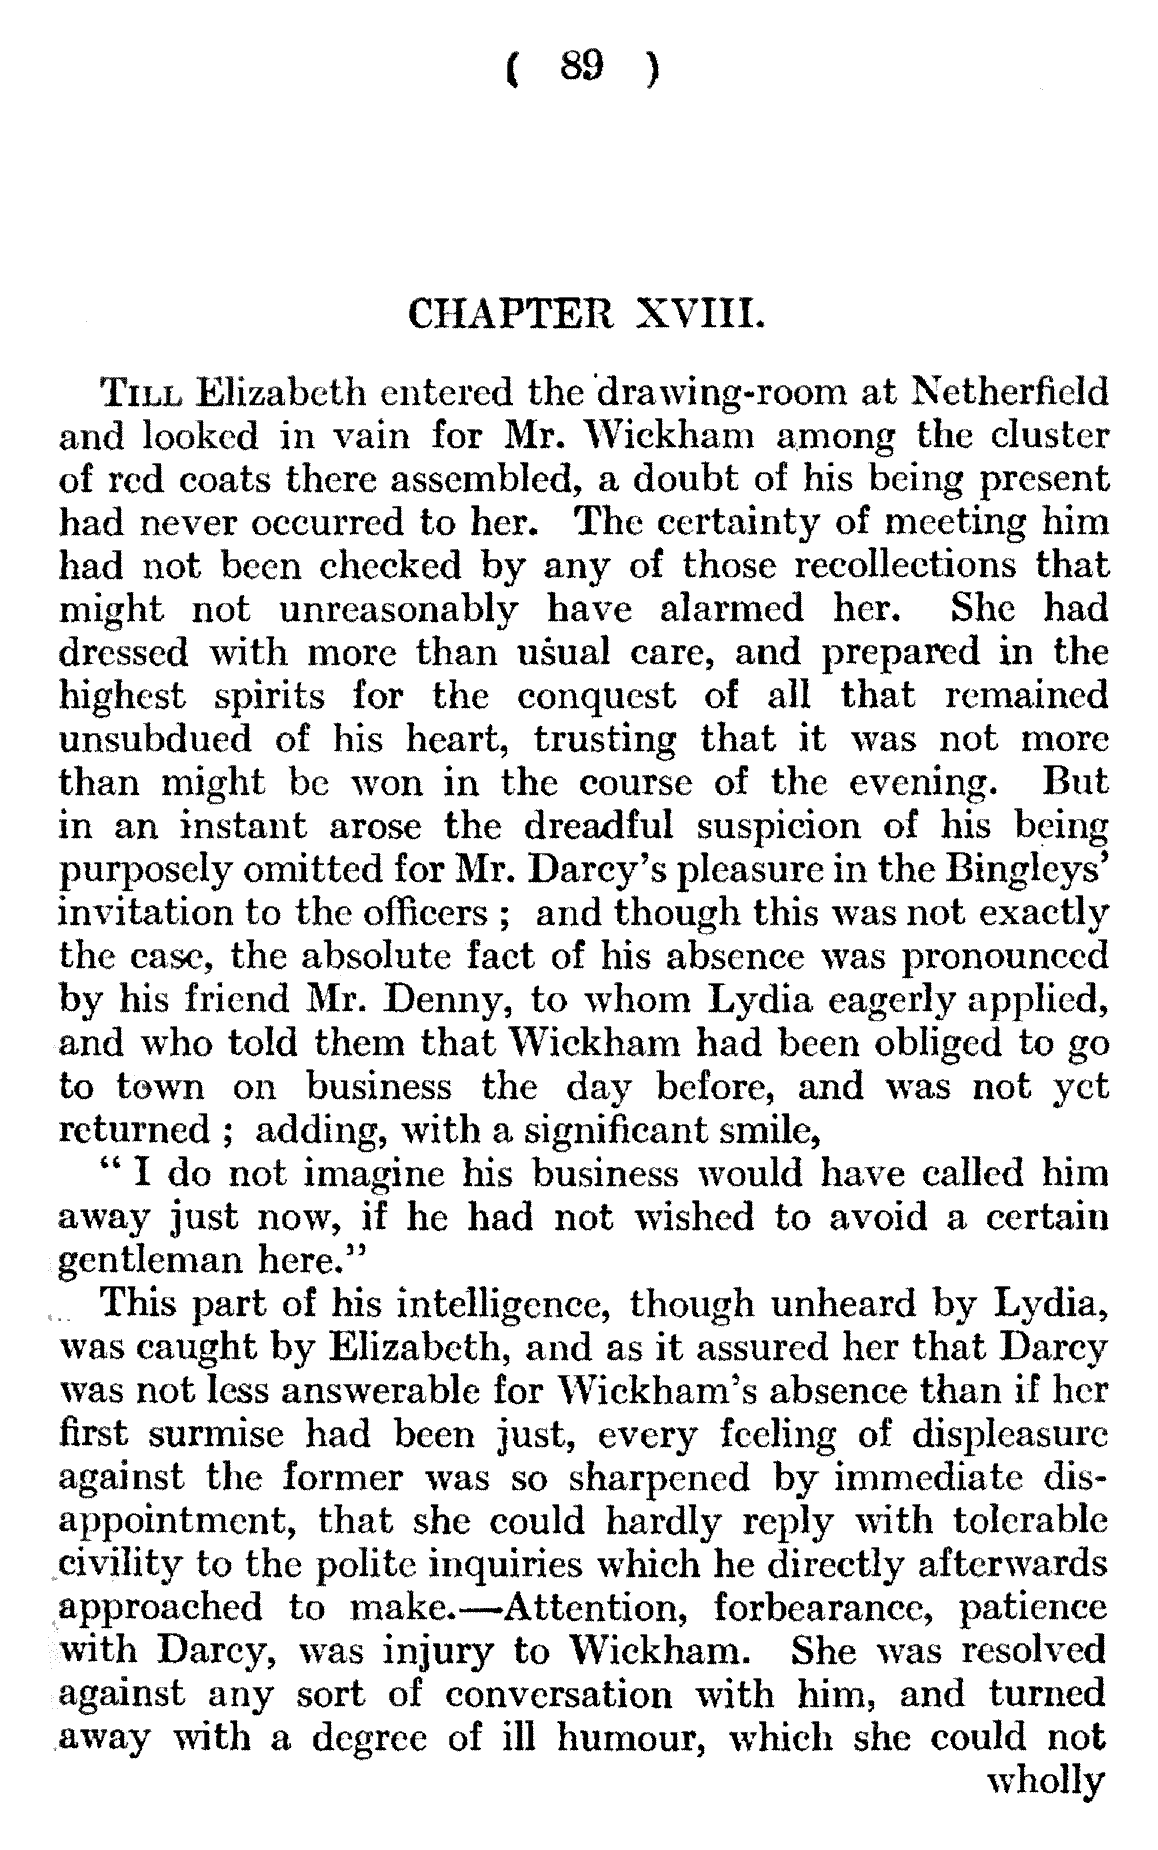 ( 89 )
CHAPTER XVIII.
TILL Elizabeth entered the drawing-room at Netherfield
and looked in vain for Mr. Wickham among the cluster
of red coats there assembled, a doubt of his being present
had never occurred to her. The certainty of meeting him
had not been checked by any of those recollections that
might not unreasonably have alarmed her. She had
dressed with more than usual care, and prepared in the
highest spirits for the conquest of all that remained
unsubdued of his heart, trusting that it was not more
than might be won in the course of the evening. But
in an instant arose the dreadful suspicion of his being
purposely omitted for Mr. Darcy's pleasure in the Bingleys'
invitation to the officers ; and though this was not exactly
the case, the absolute fact of his absence was pronounced
by his friend Mr. Denny, to whom Lydia eagerly applied,
and who told them that Wickham had been obliged to go
to town on business the day before, and was not yet
returned ; adding, with a significant smile,
" I do not imagine his business would have called him
away just now, if he had not wished to avoid a certain
gentleman here."
This part of his intelligence, though unheard by Lydia,
was caught by Elizabeth, and as it assured her that Darcy
was not less answerable for Wickham's absence than if her
first surmise had been just, every feeling of displeasure
against the former was so sharpened by immediate dis-
appointment, that she could hardly reply with tolerable
civility to the polite inquiries which he directly afterwards
approached to make.—Attention, forbearance, patience
with Darcy, was injury to Wickham. She was resolved
against any sort of conversation with him, and turned
away with a degree of ill humour, which she could not
wholly